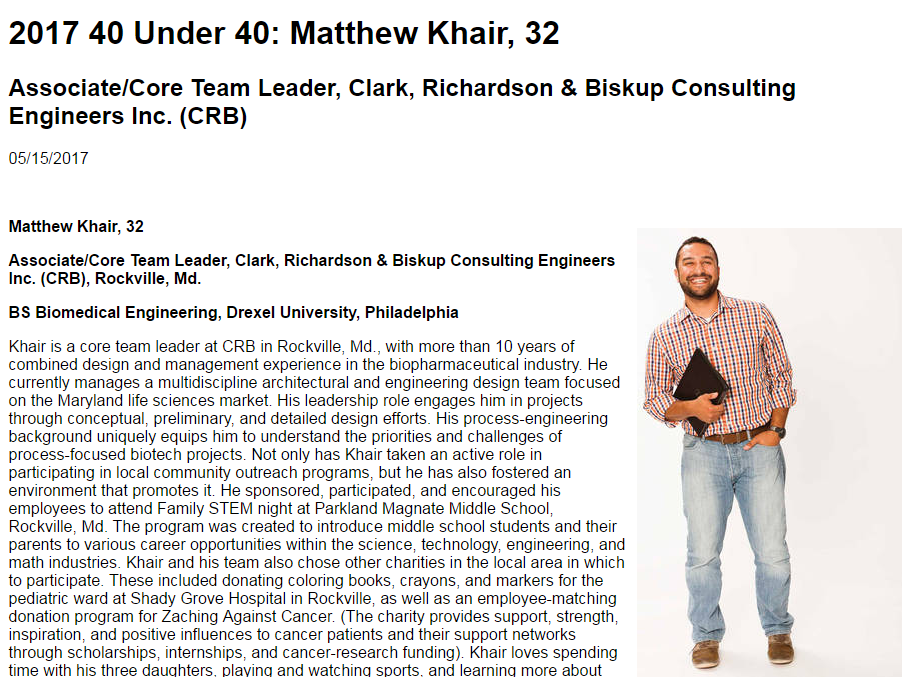 2017 40 Under 40: Matthew Khair, 32
Associate/Core Team Leader, Clark, Richardson & Biskup Consulting
Engineers Inc. (CRB)
05/15/2017
Matthew Khair, 32
Associate/Core Team Leader, Clark, Richardson & Biskup Consulting Engineers
Inc. (CRB), Rockville, Md.
BS Biomedical Engineering, Drexel University, Philadelphia
Khair is a core team leader at CRB in Rockville, Md., with more than 10 years of
combined design and management experience in the biopharmaceutical industry. He
currently manages a multidiscipline architectural and engineering design team focused
on the Maryland life sciences market. His leadership role engages him in projects
through conceptual, preliminary, and detailed design efforts. His process-engineering
background uniquely equips him to understand the priorities and challenges of
process-focused biotech projects. Not only has Khair taken an active role in
participating in local community outreach programs, but he has also fostered an
environment that promotes it. He sponsored, participated, and encouraged his
employees to attend Family STEM night at Parkland Magnate Middle School,
Rockville, Md. The program was created to introduce middle school students and their
parents to various career opportunities within the science, technology, engineering, and
math industries. Khair and his team also chose other charities in the local area in which
to participate. These included donating coloring books, crayons, and markers for the
pediatric ward at Shady Grove Hospital in Rockville, as well as an employee-matching
donation program for Zaching Against Cancer. (The charity provides support, strength,
inspiration, and positive influences to cancer patients and their support networks
through scholarships, internships, and cancer-research funding). Khair loves spending
time with his three daughters, playing and watching sports, and learning more about